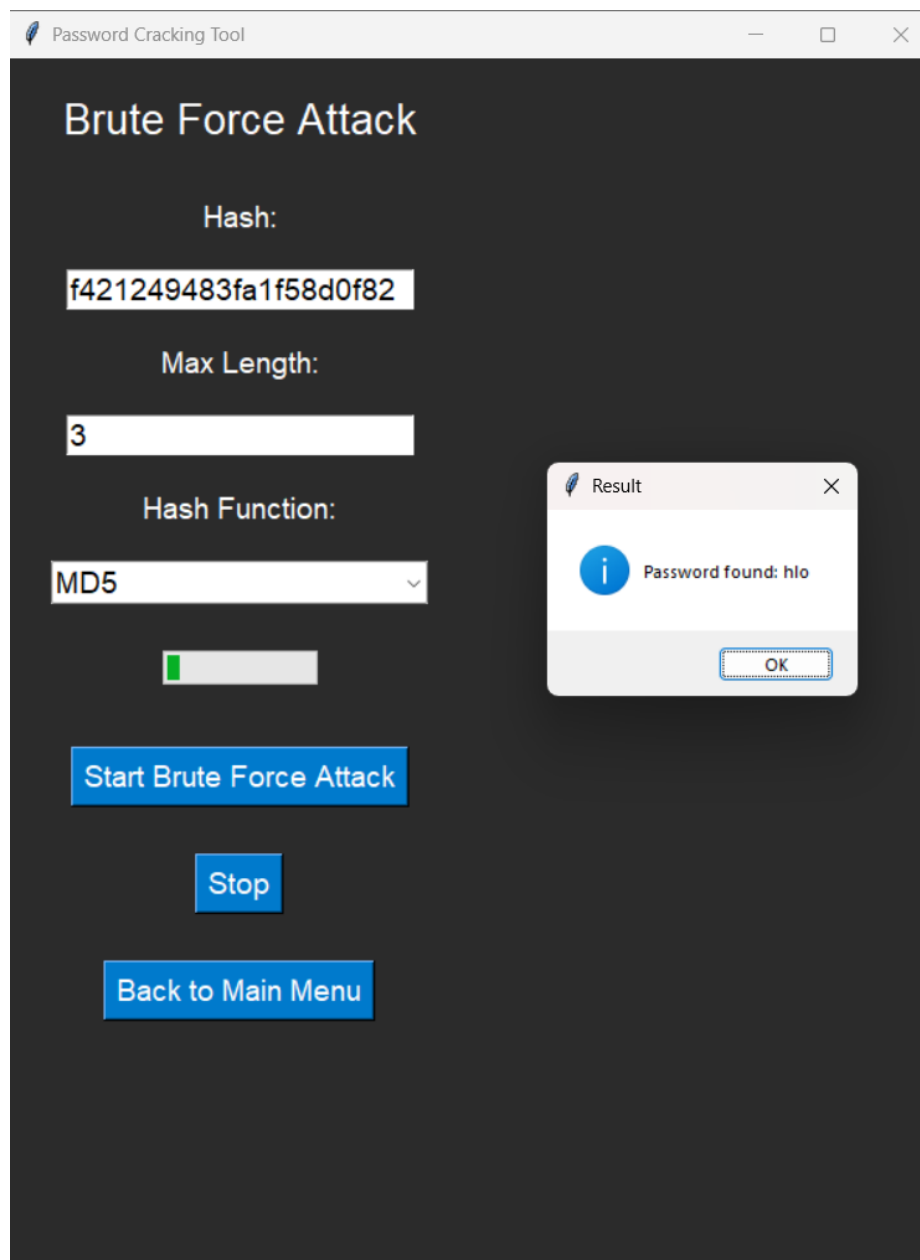 Password Cracking Tool
Brute Force Attack
Hash:
f421249483fa1f58d0f82
Max Length:
3
Hash Function:
MD5
Result
Password found: hlo
OK
Start Brute Force Attack
Stop
Back to Main Menu